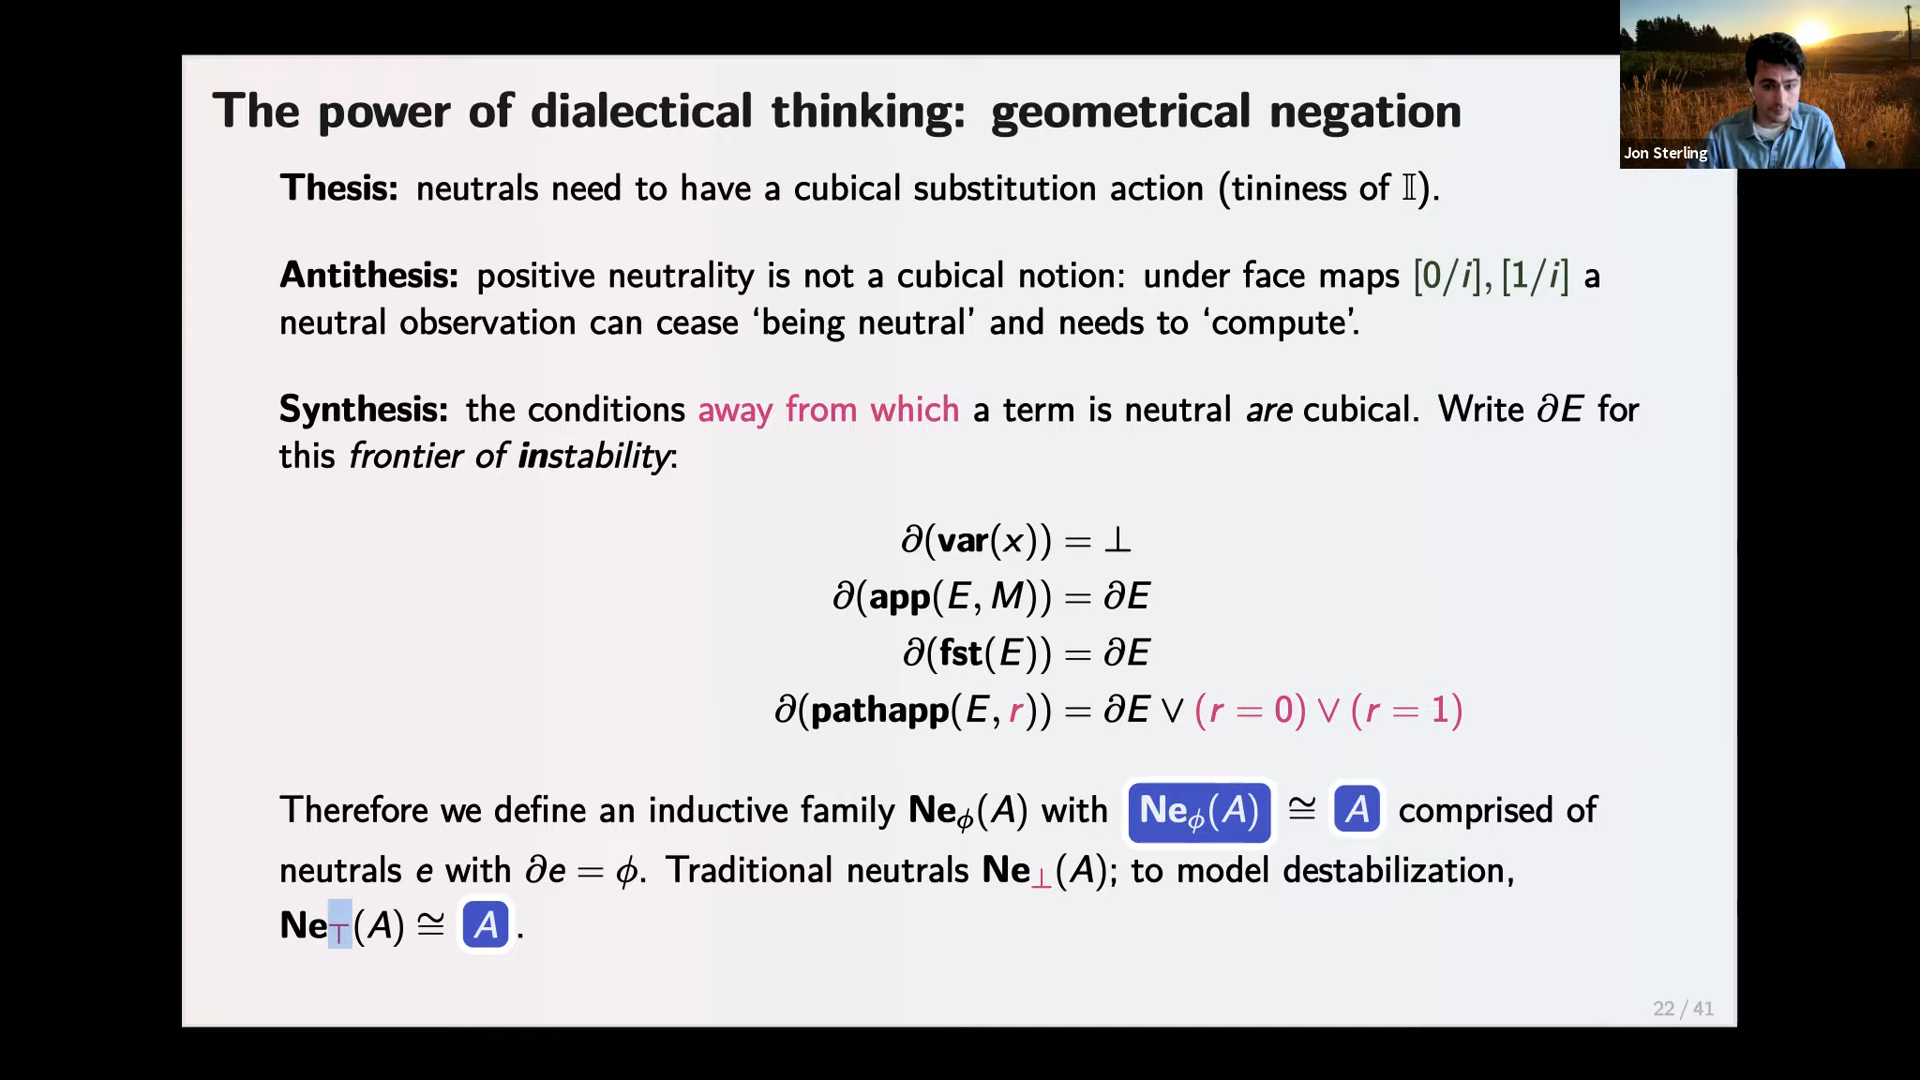 The power of dialectical thinking: geometrical negation
Jon Sterling
Thesis: neutrals need to have a cubical substitution action (tininess of 𝕀).
Antithesis: positive neutrality is not a cubical notion: under face maps [0/i], [1/i] a
neutral observation can cease ‘being neutral’ and needs to ‘compute’.
Synthesis: the conditions away from which a term is neutral are cubical. Write ∂E for
this frontier of instability:
∂(var(x)) = ⊥
∂(app(E, M)) = ∂E
∂(fst(E)) = ∂E
∂(pathapp(E, r)) = ∂E ∨ (r = 0) ∨ (r = 1)
Therefore we define an inductive family Ne_ϕ(A) with Ne_ϕ(A) ≅ A comprised of
neutrals e with ∂e = ϕ. Traditional neutrals Ne_⊥(A); to model destabilization,
Ne_⊤(A) ≅ A .
22 / 41